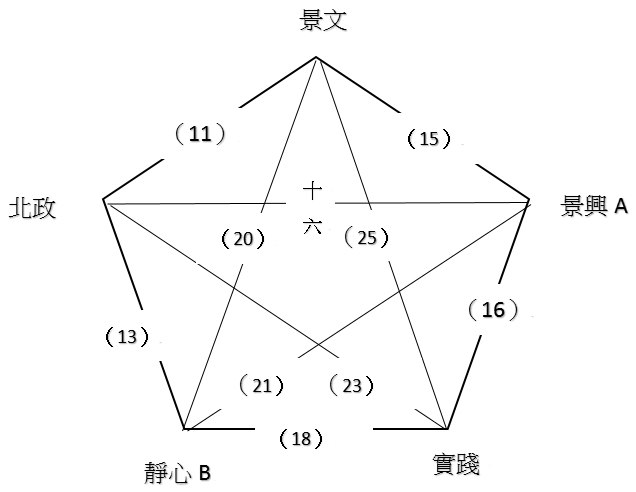 景文
（11）
（15）
十
六
北政
景興 A
（20）
（25）
（16）
（13）
（21）
（23）
（18）
靜心 B
實踐